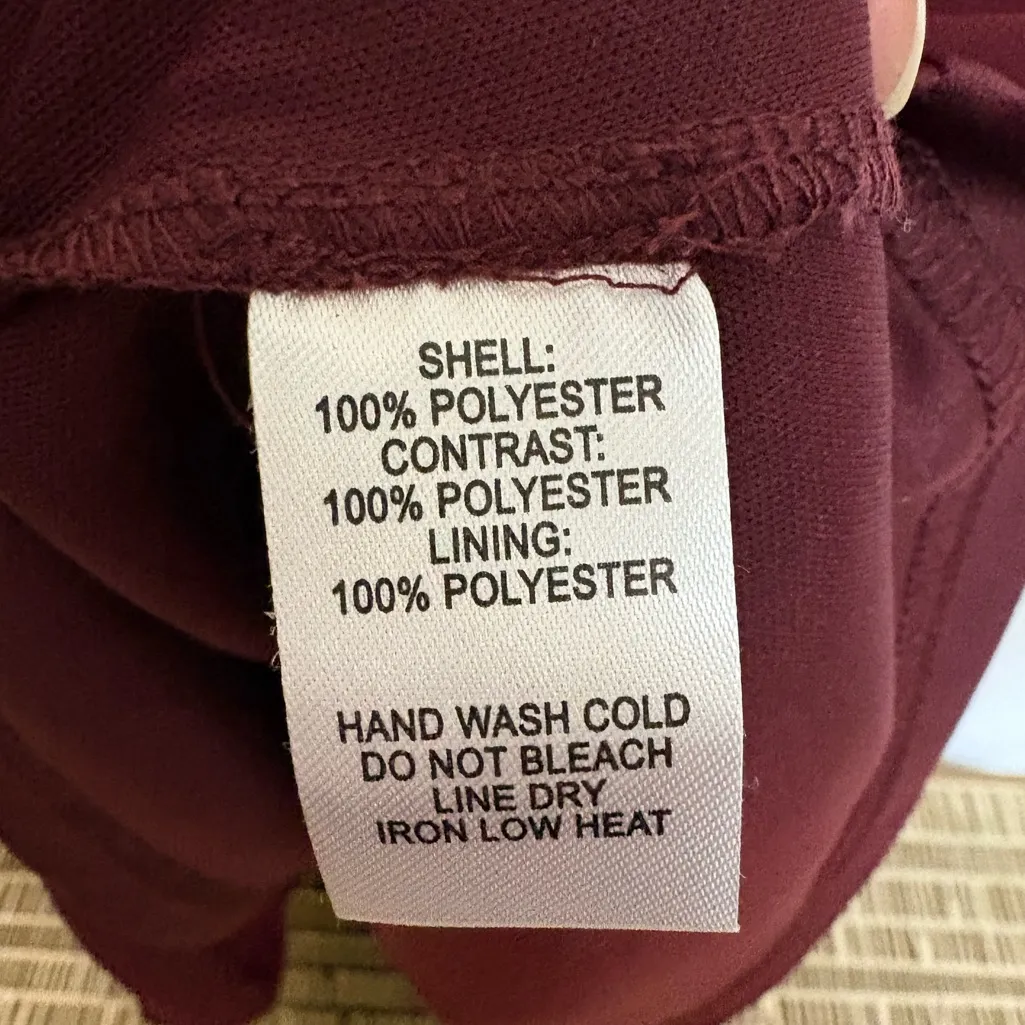 SHELL:
100% POLYESTER
CONTRAST:
100% POLYESTER
LINING:
100% POLYESTER
HAND WASH COLD
DO NOT BLEACH
LINE DRY
IRON LOW HEAT